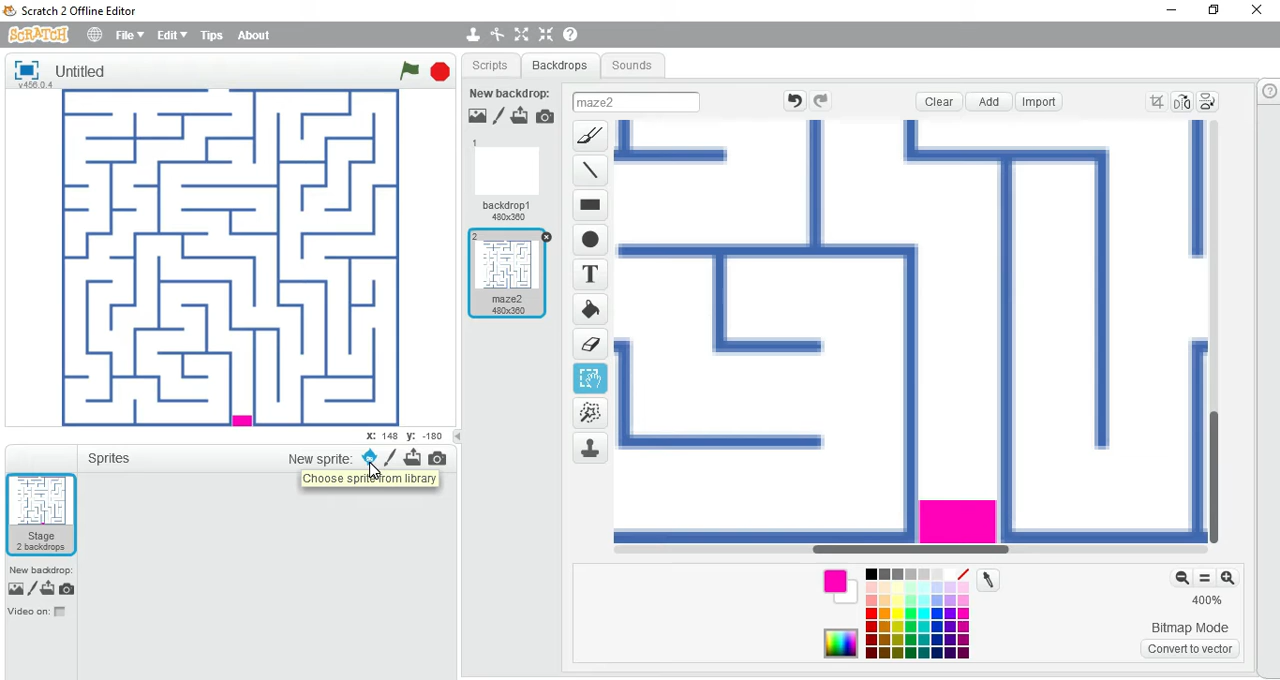 Scratch 2 Offline Editor
SCRATCH File Edit Tips About
Untitled
v456.0.4
Scripts Backdrops Sounds
New backdrop:
maze2
Clear Add Import
1
backdrop1
480x360
2
maze2
480x360
T
x: 148 y: -180
Sprites
New sprite:
Choose sprite from library
Stage
2 backdrops
New backdrop:
Video on:
400%
Bitmap Mode
Convert to vector